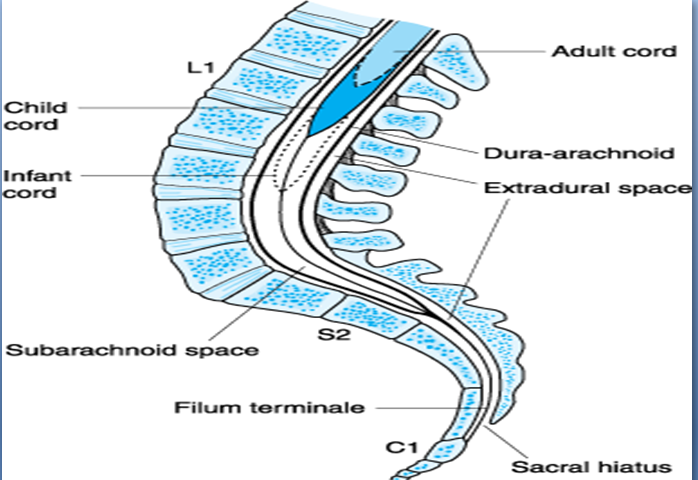 Adult cord
L1
Child
cord
Dura-arachnoid
Infant
cord
Extradural space
S2
Subarachnoid space
Filum terminale
C1
Sacral hiatus